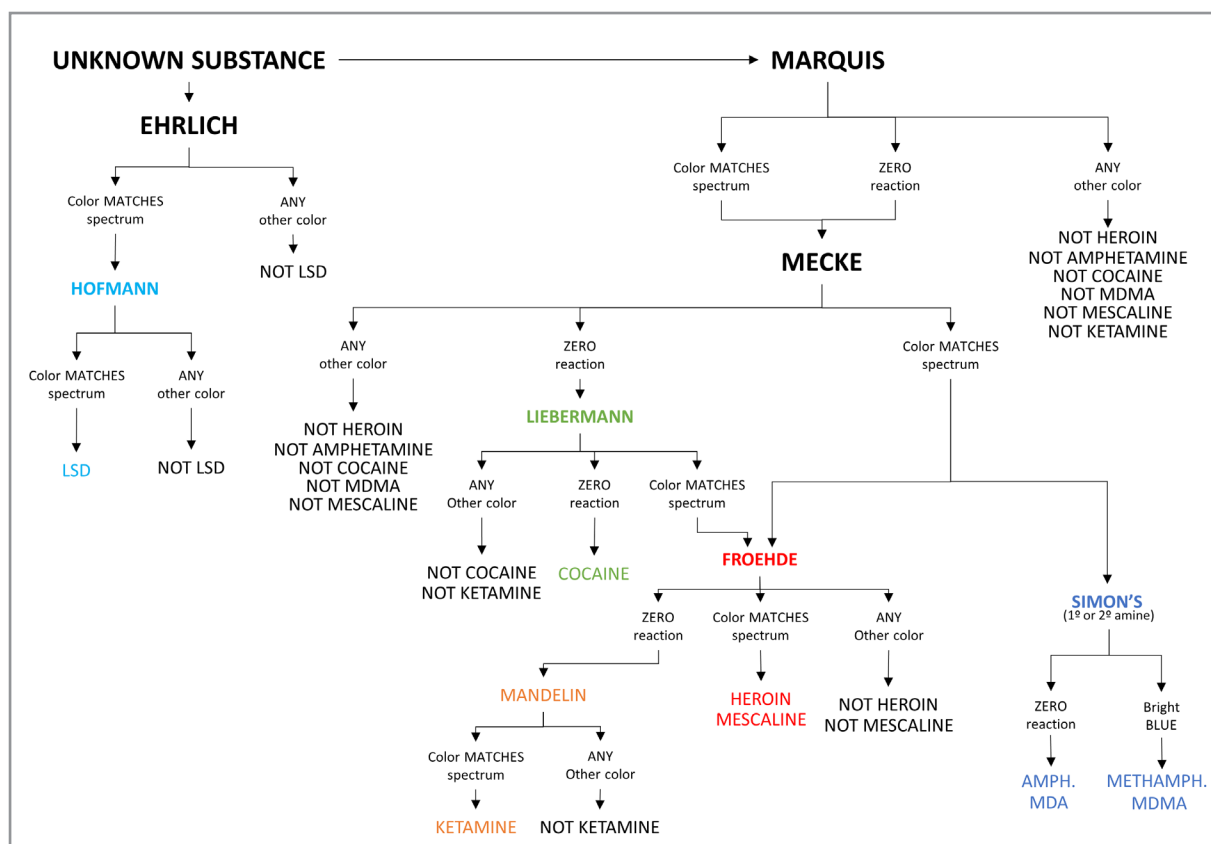 UNKNOWN SUBSTANCE
MARQUIS
EHRLICH
Color MATCHES
spectrum
ZERO
reaction
ANY
other color
Color MATCHES
spectrum
ANY
other color
NOT HEROIN
NOT AMPHETAMINE
NOT COCAINE
NOT MDMA
NOT MESCALINE
NOT KETAMINE
MECKE
NOT LSD
HOFMANN
ANY
other color
ZERO
reaction
Color MATCHES
spectrum
Color MATCHES
spectrum
ANY
other color
LIEBERMANN
NOT HEROIN
NOT AMPHETAMINE
NOT COCAINE
NOT MDMA
NOT MESCALINE
LSD
NOT LSD
ANY
Other color
ZERO
reaction
Color MATCHES
spectrum
FROEHDE
NOT COCAINE
NOT KETAMINE
COCAINE
SIMON'S
(1º or 2º amine)
ZERO
reaction
Color MATCHES
spectrum
ANY
Other color
MANDELIN
HEROIN
MESCALINE
NOT HEROIN
NOT MESCALINE
ZERO
reaction
Bright
BLUE
Color MATCHES
spectrum
ANY
Other color
AMPH.
MDA
METHAMPH.
MDMA
KETAMINE
NOT KETAMINE